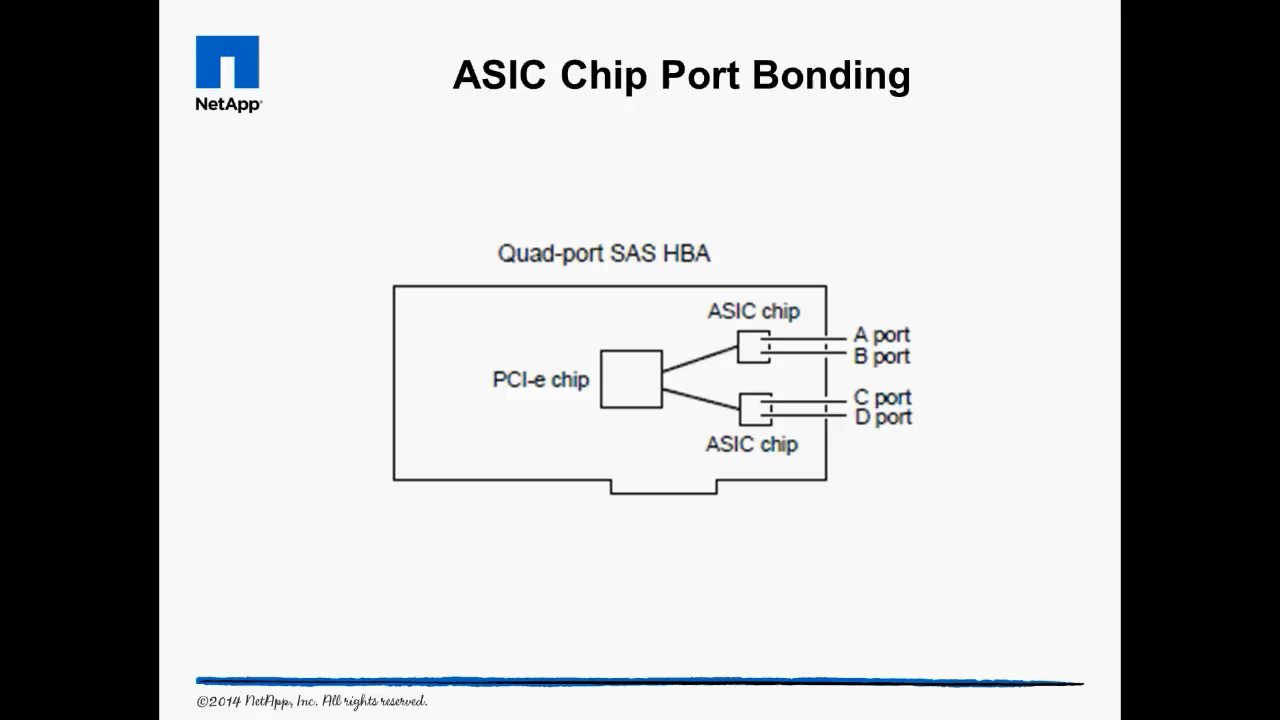 NetApp®
ASIC Chip Port Bonding
Quad-port SAS HBA
ASIC chip
A port
B port
PCI-e chip
C port
D port
ASIC chip
©2014 NetApp, Inc. All rights reserved.